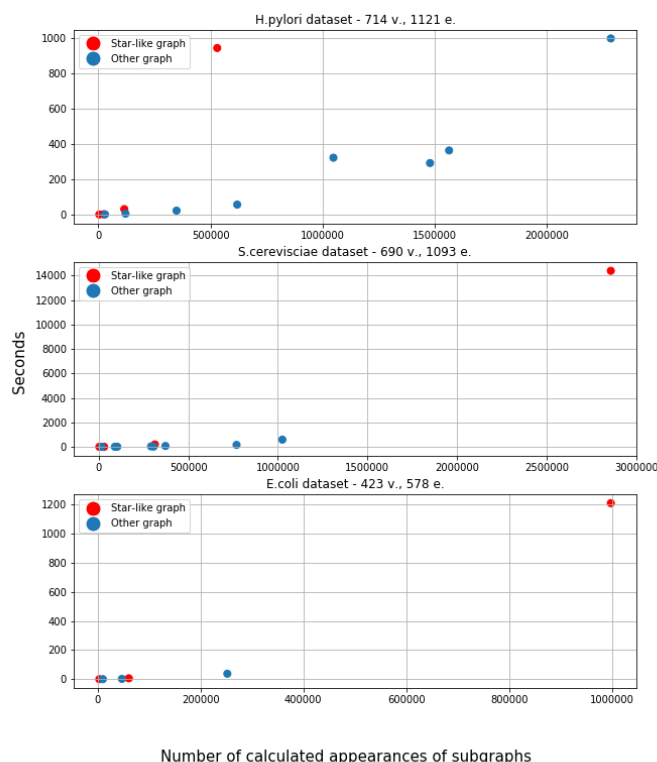 H.pylori dataset - 714 v., 1121 e.
Star-like graph
Other graph
1000
800
600
400
200
0
0 500000 1000000 1500000 2000000
S.cerevisciae dataset - 690 v., 1093 e.
Star-like graph
Other graph
14000
12000
10000
8000
6000
4000
2000
0
0 500000 1000000 1500000 2000000 2500000 3000000
Seconds
E.coli dataset - 423 v., 578 e.
Star-like graph
Other graph
1200
1000
800
600
400
200
0
0 200000 400000 600000 800000 1000000
Number of calculated appearances of subgraphs